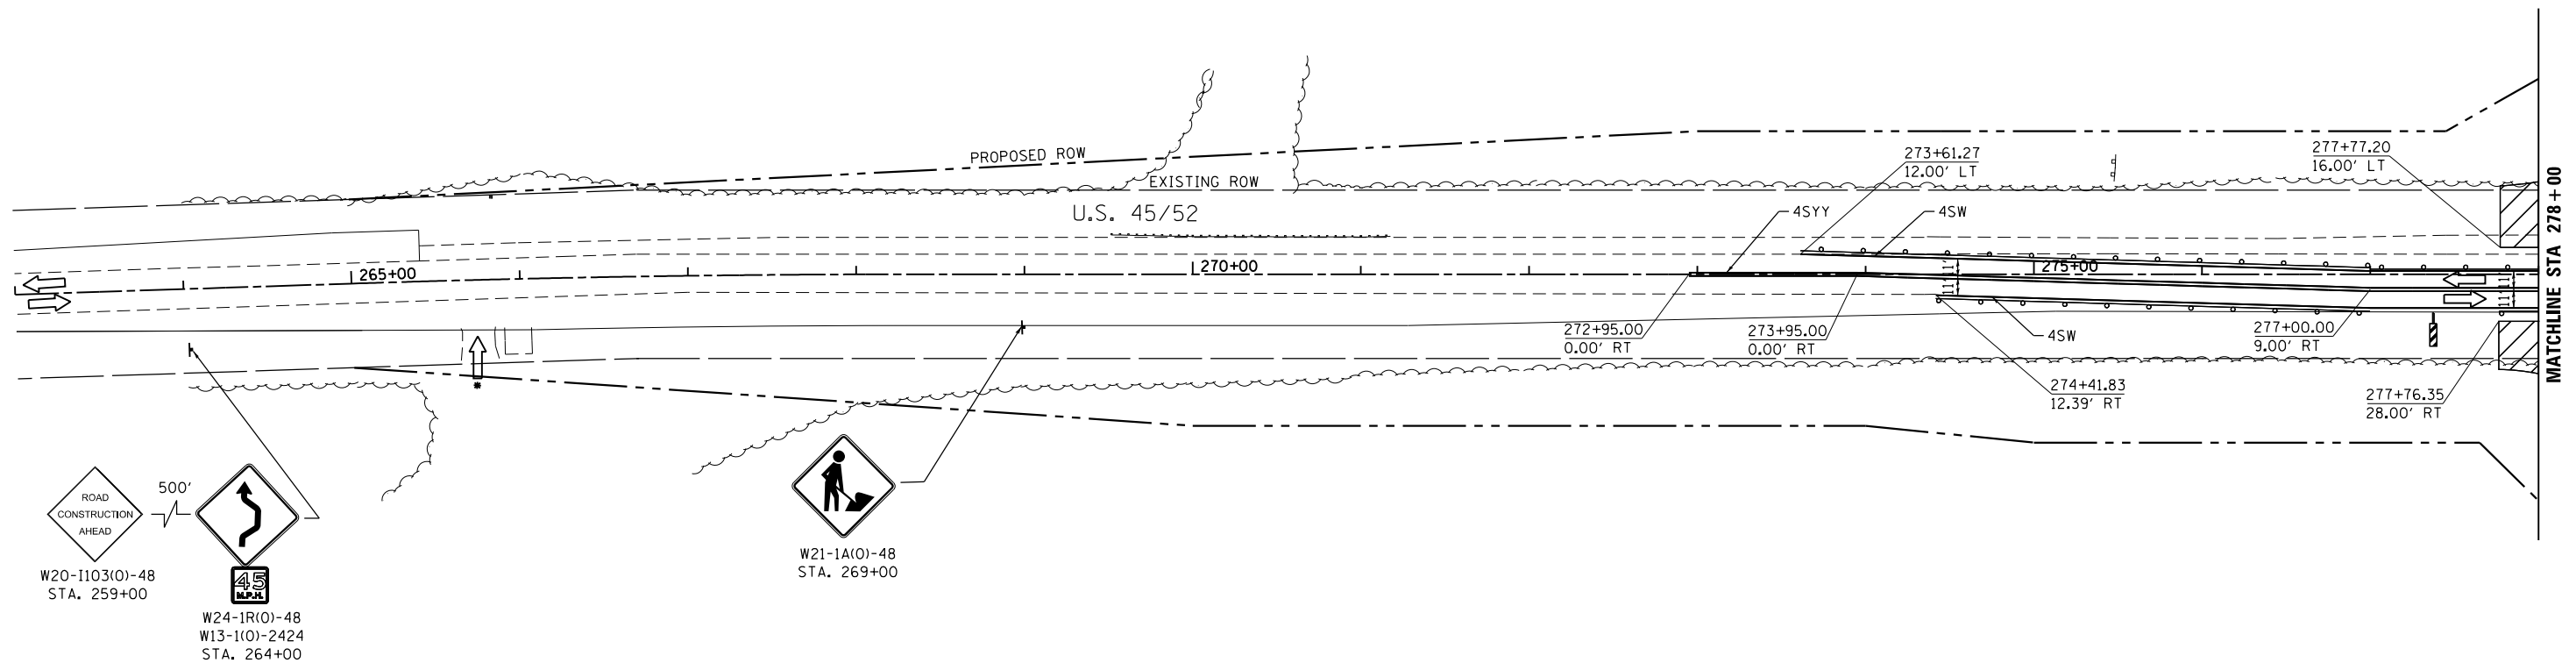 PROPOSED ROW
EXISTING ROW
U.S. 45/52
273+61.27
12.00' LT
277+77.20
16.00' LT
4SYY
4SW
265+00
270+00
275+00
11'
11'
11'
11'
272+95.00
0.00' RT
273+95.00
0.00' RT
4SW
277+00.00
9.00' RT
274+41.83
12.39' RT
277+76.35
28.00' RT
MATCHLINE STA 278+00
*
ROAD
CONSTRUCTION
AHEAD
500'
W20-I103(O)-48
STA. 259+00
45
M.P.H.
W24-1R(O)-48
W13-1(O)-2424
STA. 264+00
W21-1A(O)-48
STA. 269+00